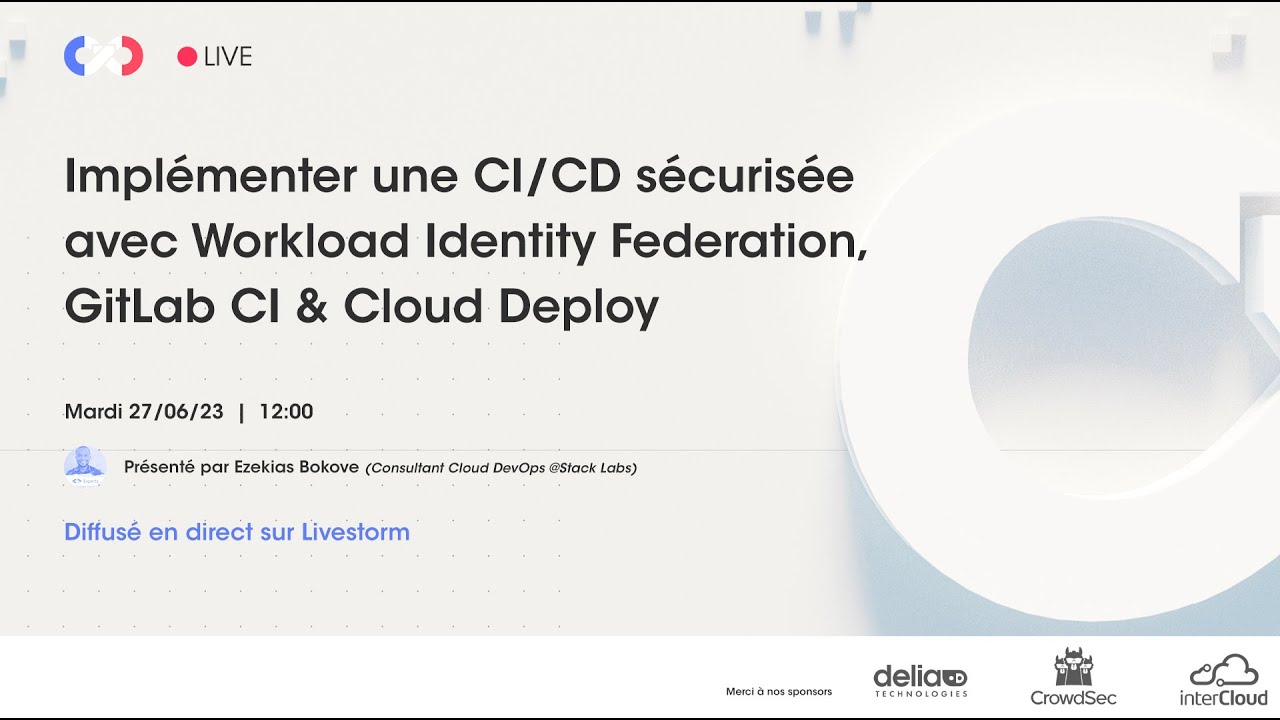 LIVE
Implémenter une CI/CD sécurisée
avec Workload Identity Federation,
GitLab CI & Cloud Deploy
Mardi 27/06/23 | 12:00
Présenté par Ezekias Bokove (Consultant Cloud DevOps @Stack Labs)
Diffusé en direct sur Livestorm
Merci à nos sponsors
delia
TECHNOLOGIES
CrowdSec
interCloud